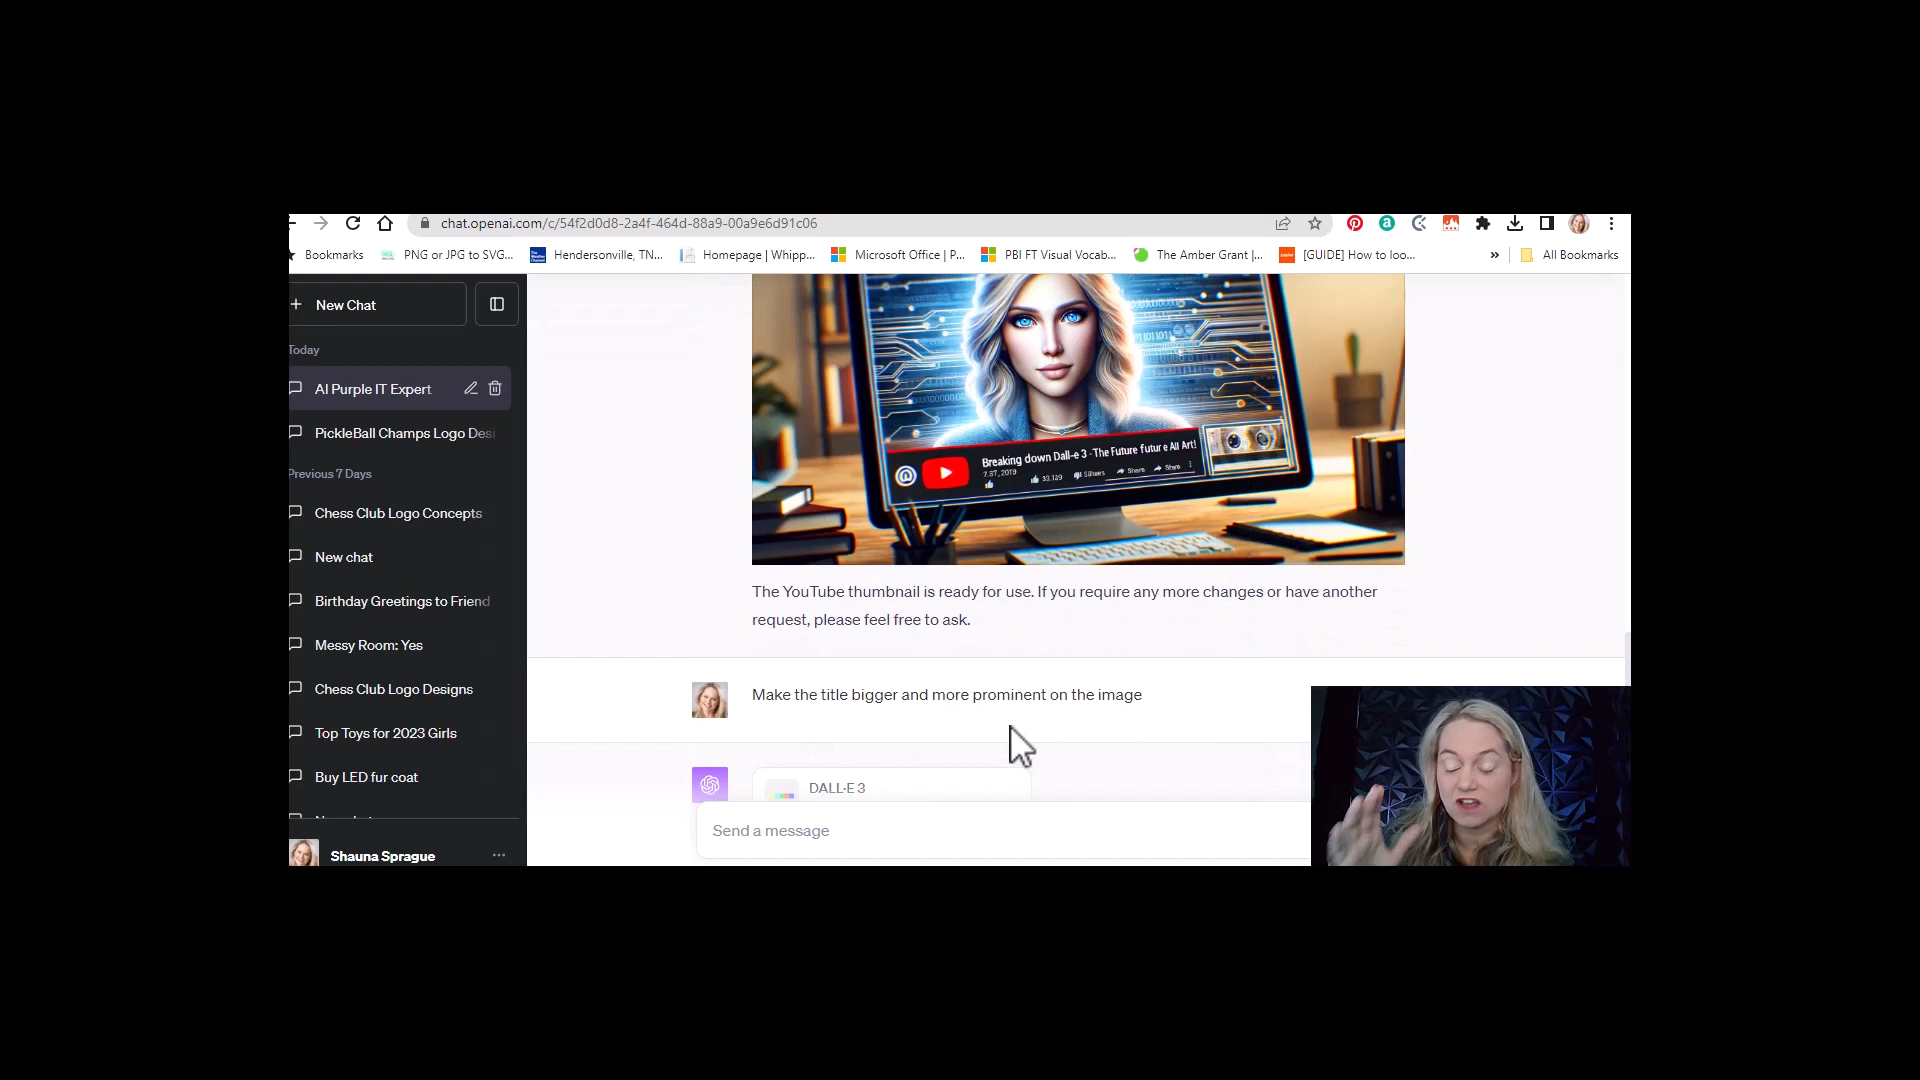 chat.openai.com/c/54f2d0d8-2a4f-464d-88a9-00a9e6d91c06
Bookmarks PNG or JPG to SVG... Hendersonville, TN... Homepage | Whipp... Microsoft Office | P... PBI FT Visual Vocab... The Amber Grant |... [GUIDE] How to loo... » All Bookmarks
+ New Chat
Today
AI Purple IT Expert
PickleBall Champs Logo Desi
Previous 7 Days
Chess Club Logo Concepts
New chat
Birthday Greetings to Friend
Messy Room: Yes
Chess Club Logo Designs
Top Toys for 2023 Girls
Buy LED fur coat
Shauna Sprague
Breaking down Dall-e 3 - The Future futur e All Art!
Share Share
The YouTube thumbnail is ready for use. If you require any more changes or have another
request, please feel free to ask.
Make the title bigger and more prominent on the image
DALL·E 3
Send a message